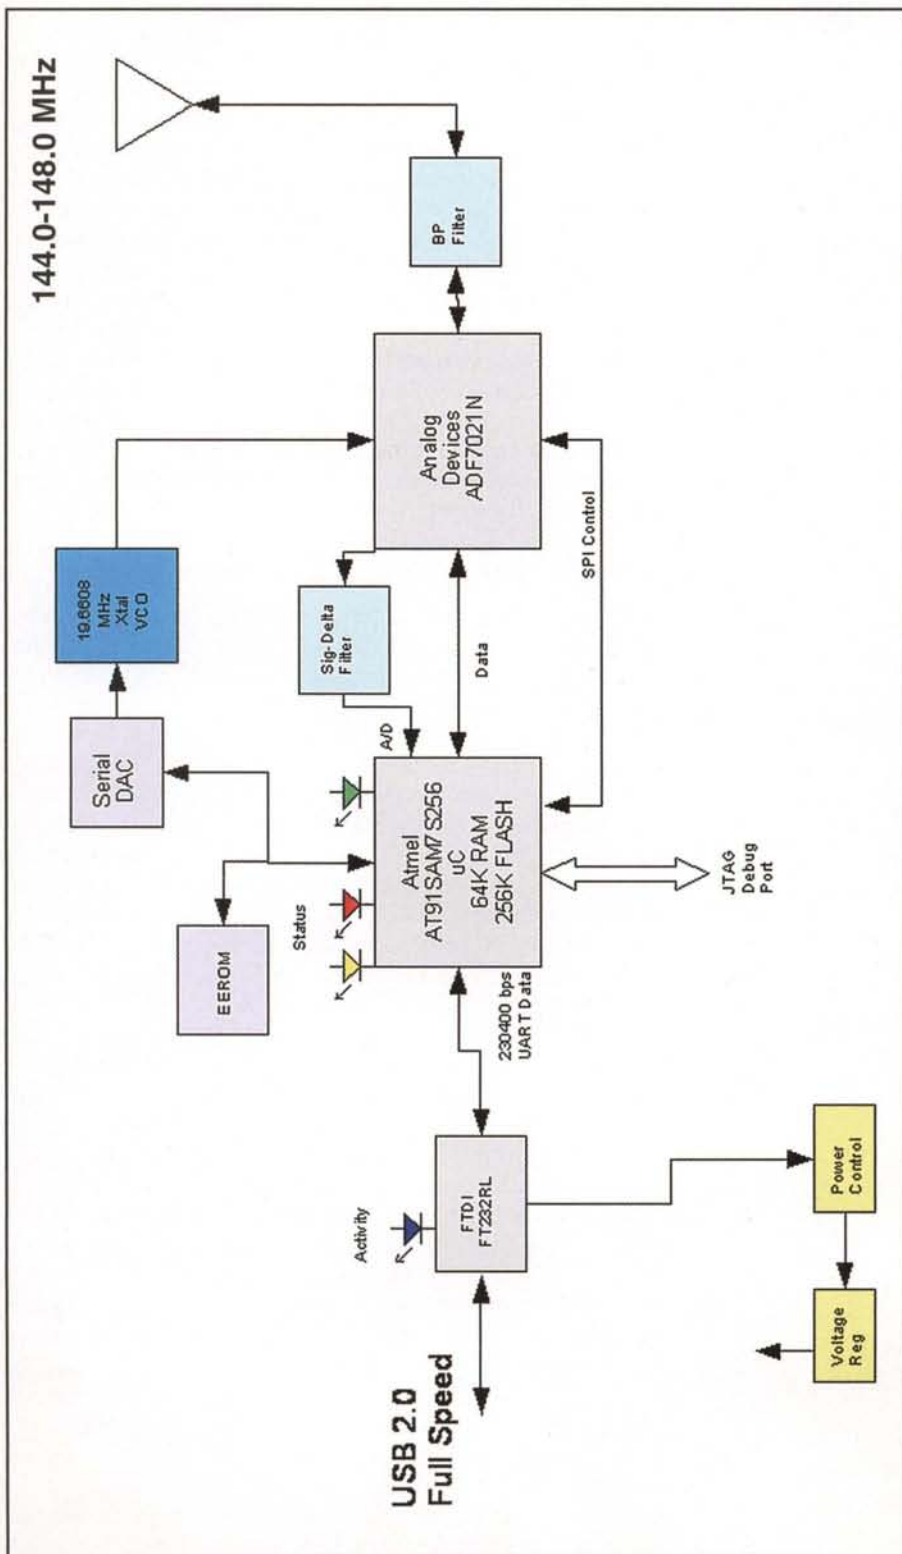 144.0-148.0 MHz
19.6608
MHz
Xtal
VCO
Serial
DAC
EEROM
BP
Filter
Analog
Devices
ADF7021N
Sig-Delta
Filter
A/D
Data
SPI Control
Status
Atmel
AT91SAM7S256
uC
64K RAM
256K FLASH
JTAG
Debug
Port
230400 bps
UART Data
Activity
FTDI
FT232RL
USB 2.0
Full Speed
Power
Control
Voltage
Reg